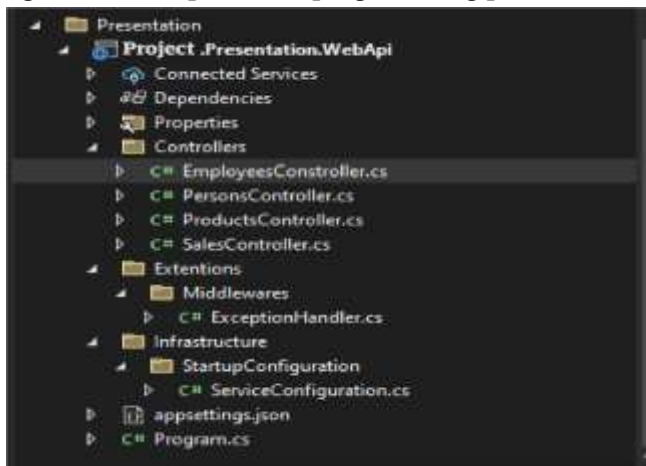 Presentation
Project .Presentation.WebApi
Connected Services
Dependencies
Properties
Controllers
C# EmployeesConstroller.cs
C# PersonsController.cs
C# ProductsController.cs
C# SalesController.cs
Extentions
Middlewares
C# ExceptionHandler.cs
Infrastructure
StartupConfiguration
C# ServiceConfiguration.cs
appsettings.json
C# Program.cs